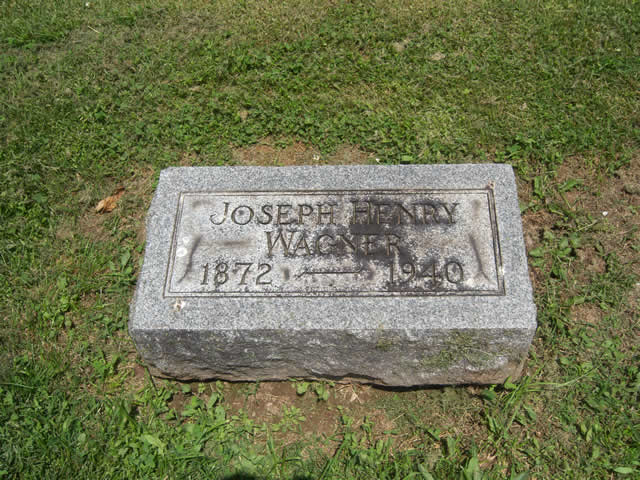 JOSEPH HENRY
WAGNER
1872 — 1940